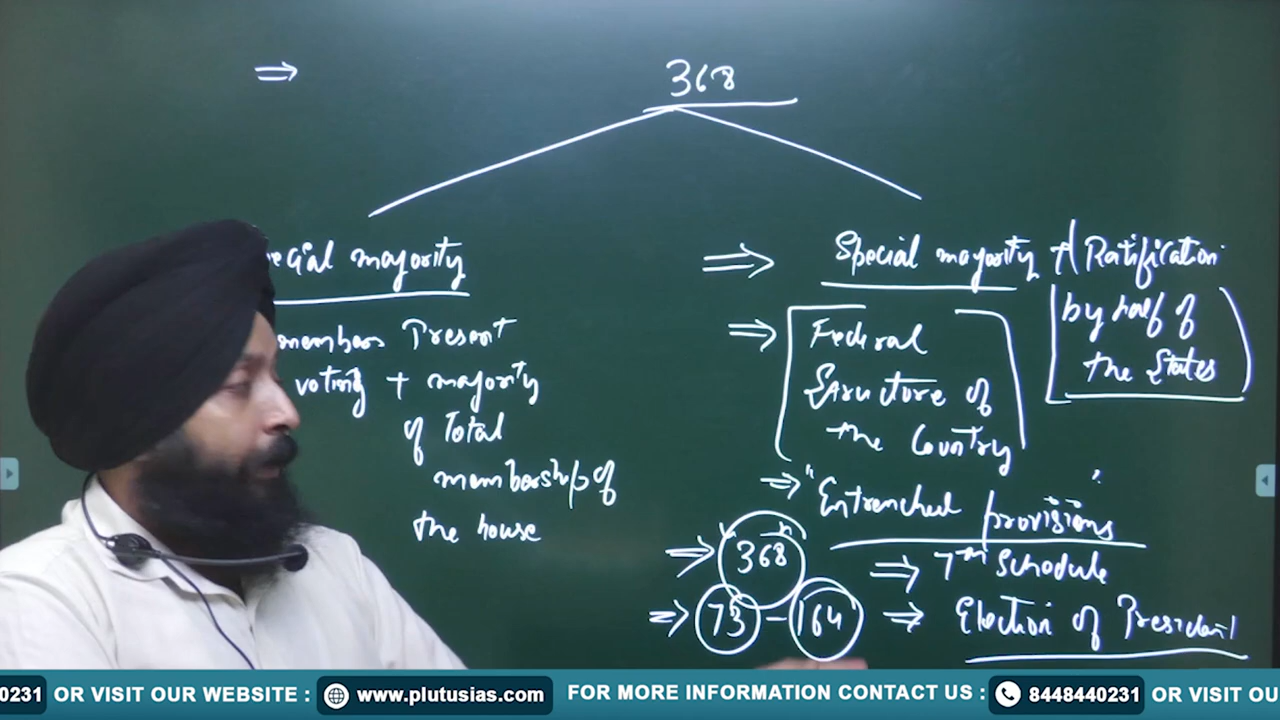 ⇒ 368
ecial majority
members Present
voting + majority
of Total
membership of
the house
⇒ Special majority + Ratification
by half of
the States
⇒ Federal
Structure of
the Country
⇒ "Entrenched provisions"
⇒ 368
⇒ 7th Schedule
⇒ 73 - 164
⇒ Election of President
0231 OR VISIT OUR WEBSITE : www.plutusias.com FOR MORE INFORMATION CONTACT US : 8448440231 OR VISIT OU